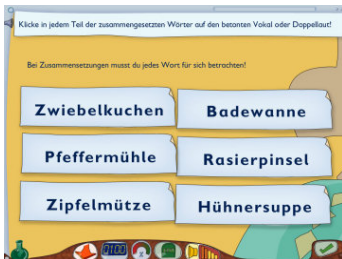 Klicke in jedem Teil der zusammengesetzten Wörter auf den betonten Vokal oder Doppellaut!
Bei Zusammensetzungen musst du jedes Wort für sich betrachten!
Zwiebelkuchen
Badewanne
Pfeffermühle
Rasierpinsel
Zipfelmütze
Hühnersuppe